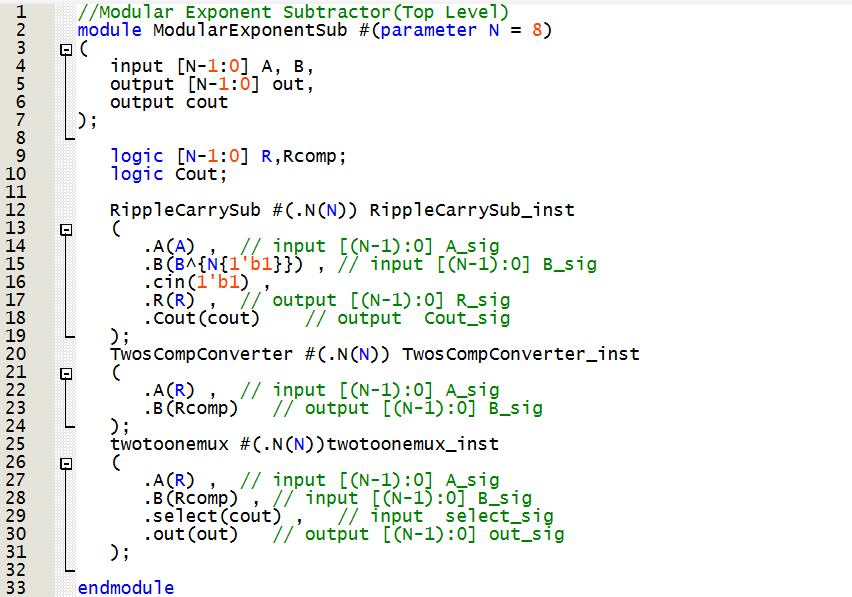 1 //Modular Exponent Subtractor(Top Level)
2 module ModularExponentSub #(parameter N = 8)
3 (
4 input [N-1:0] A, B,
5 output [N-1:0] out,
6 output cout
7 );
8
9 logic [N-1:0] R,Rcomp;
10 logic Cout;
11
12 RippleCarrySub #(.N(N)) RippleCarrySub_inst
13 (
14 .A(A) , // input [(N-1):0] A_sig
15 .B(B^{N{1'b1}}) , // input [(N-1):0] B_sig
16 .cin(1'b1) ,
17 .R(R) , // output [(N-1):0] R_sig
18 .Cout(cout) // output Cout_sig
19 );
20 TwosCompConverter #(.N(N)) TwosCompConverter_inst
21 (
22 .A(R) , // input [(N-1):0] A_sig
23 .B(Rcomp) // output [(N-1):0] B_sig
24 );
25 twotoonemux #(.N(N))twotoonemux_inst
26 (
27 .A(R) , // input [(N-1):0] A_sig
28 .B(Rcomp) , // input [(N-1):0] B_sig
29 .select(cout) , // input select_sig
30 .out(out) // output [(N-1):0] out_sig
31 );
32
33 endmodule